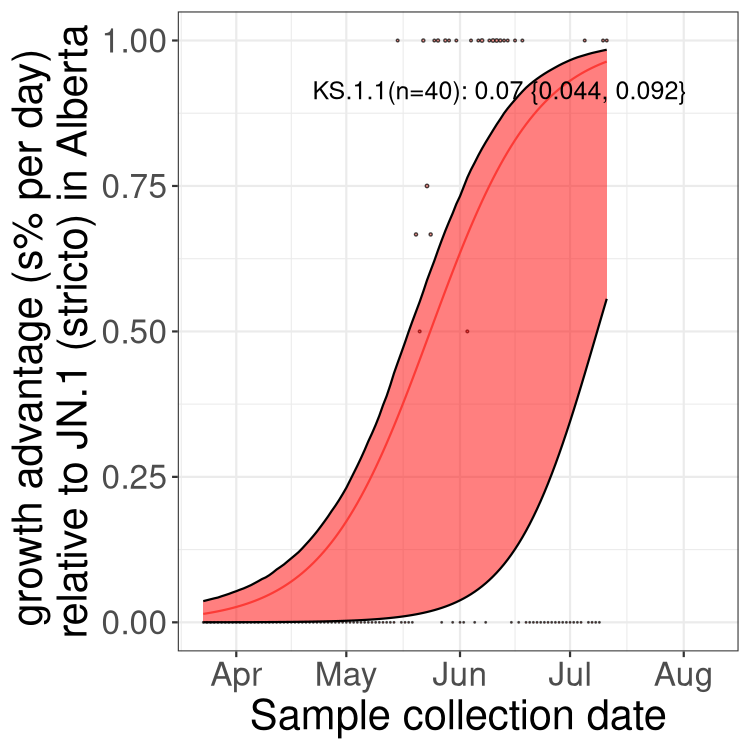 growth advantage (s% per day)
relative to JN.1 (stricto) in Alberta
1.00
0.75
0.50
0.25
0.00
KS.1.1(n=40): 0.07 {0.044, 0.092}
Apr May Jun Jul Aug
Sample collection date